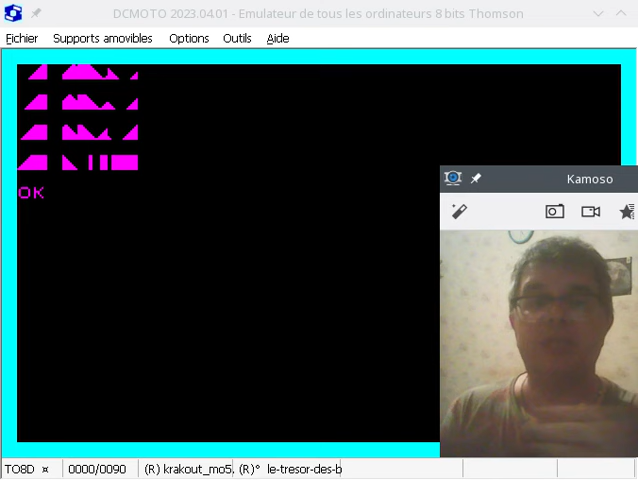 DCMOTO 2023.04.01 - Emulateur de tous les ordinateurs 8 bits Thomson
Fichier Supports amovibles Options Outils Aide
OK
Kamoso
TO8D ¤ 0000/0090 (R) krakout_mo5, (R)° le-tresor-des-b